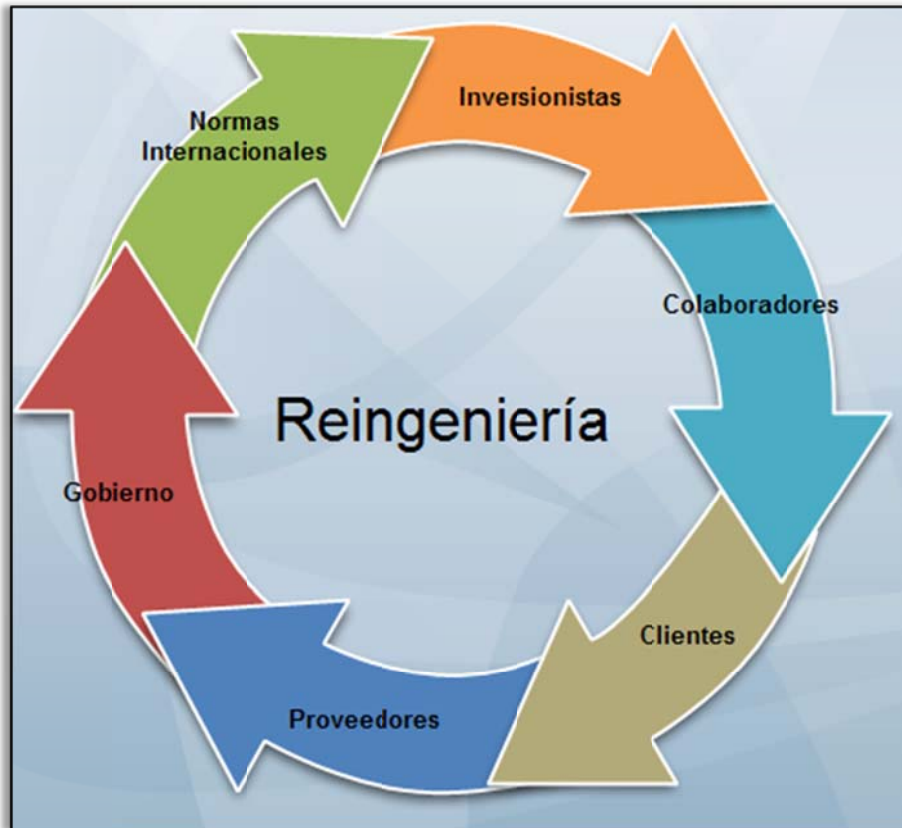 Inversionistas
Normas
Internacionales
Colaboradores
Reingeniería
Gobierno
Clientes
Proveedores